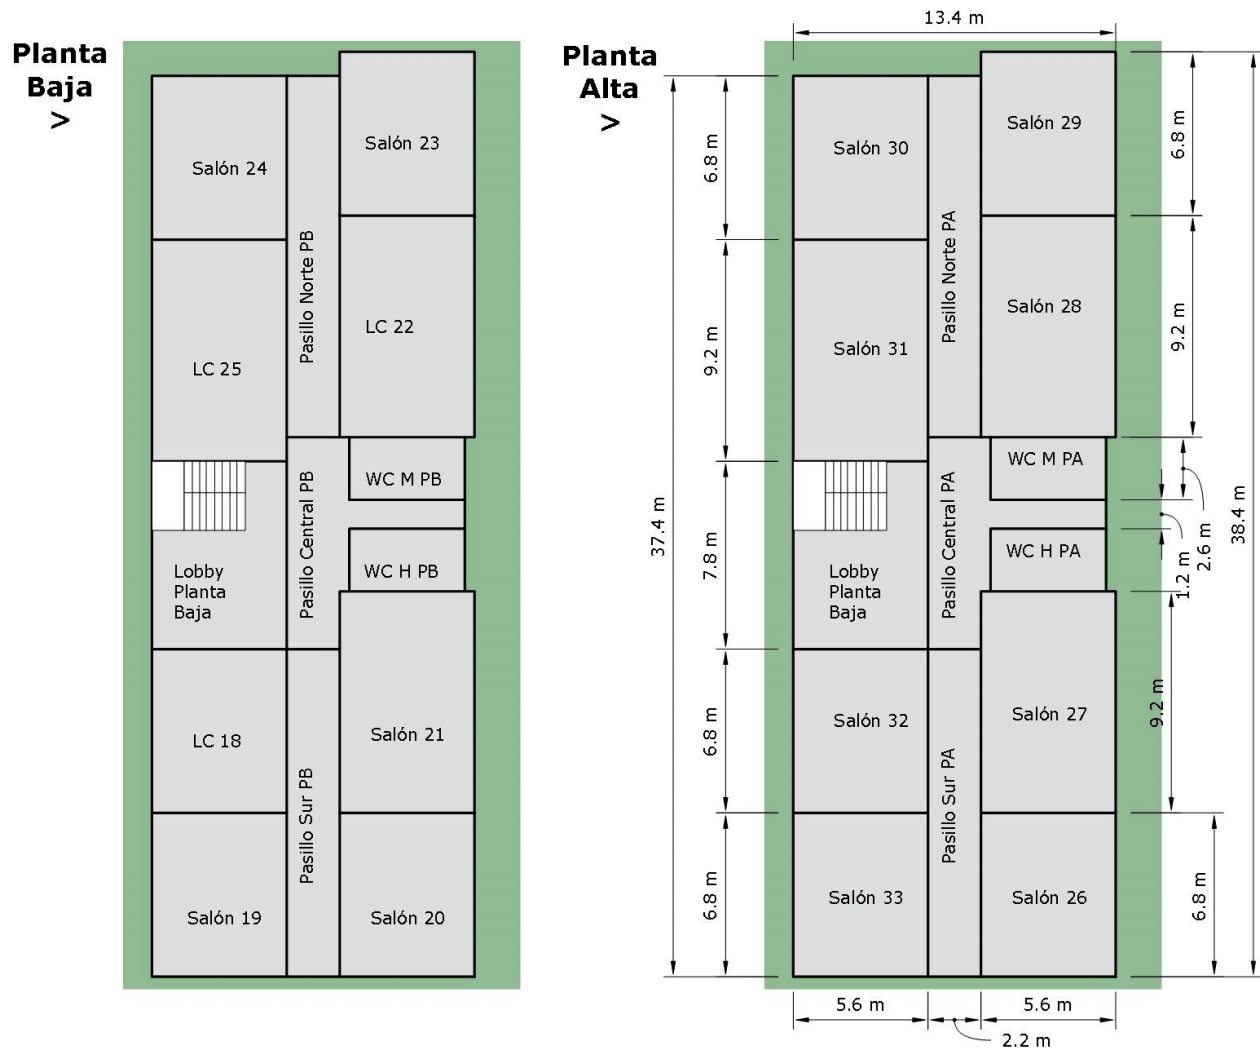 Planta
Baja
>
Salón 24
Salón 23
Pasillo Norte PB
LC 22
LC 25
WC M PB
Pasillo Central PB
WC H PB
Lobby
Planta
Baja
LC 18
Salón 21
Pasillo Sur PB
Salón 19
Salón 20
Planta
Alta
>
13.4 m
Salón 30
Salón 29
6.8 m
6.8 m
Pasillo Norte PA
Salón 31
Salón 28
9.2 m
9.2 m
WC M PA
Pasillo Central PA
WC H PA
37.4 m
38.4 m
7.8 m
2.6 m
1.2 m
Lobby
Planta
Baja
Salón 32
Salón 27
6.8 m
9.2 m
Pasillo Sur PA
Salón 33
Salón 26
6.8 m
6.8 m
5.6 m
5.6 m
2.2 m